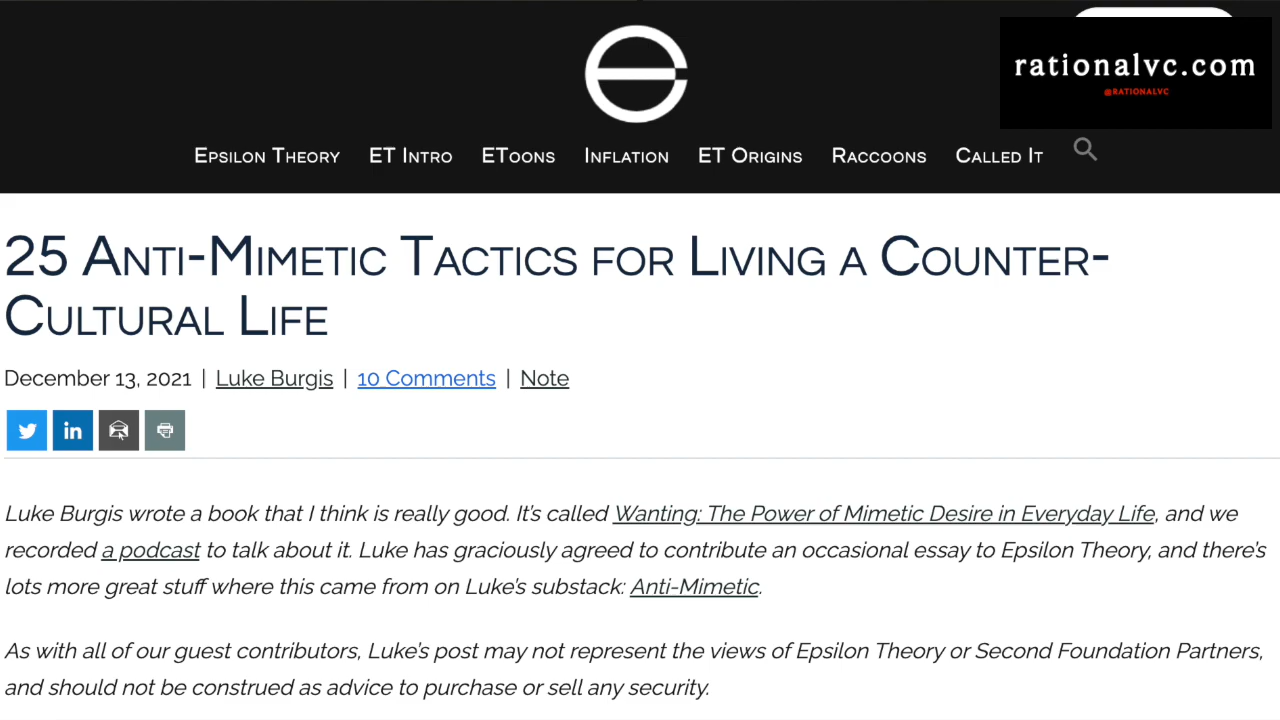 rationalvc.com
@RATIONALVC
Epsilon Theory ET Intro EToons Inflation ET Origins Raccoons Called It
25 Anti-Mimetic Tactics for Living a Counter-
Cultural Life
December 13, 2021 | Luke Burgis | 10 Comments | Note
in
Luke Burgis wrote a book that I think is really good. It's called Wanting: The Power of Mimetic Desire in Everyday Life, and we
recorded a podcast to talk about it. Luke has graciously agreed to contribute an occasional essay to Epsilon Theory, and there's
lots more great stuff where this came from on Luke's substack: Anti-Mimetic.
As with all of our guest contributors, Luke's post may not represent the views of Epsilon Theory or Second Foundation Partners,
and should not be construed as advice to purchase or sell any security.